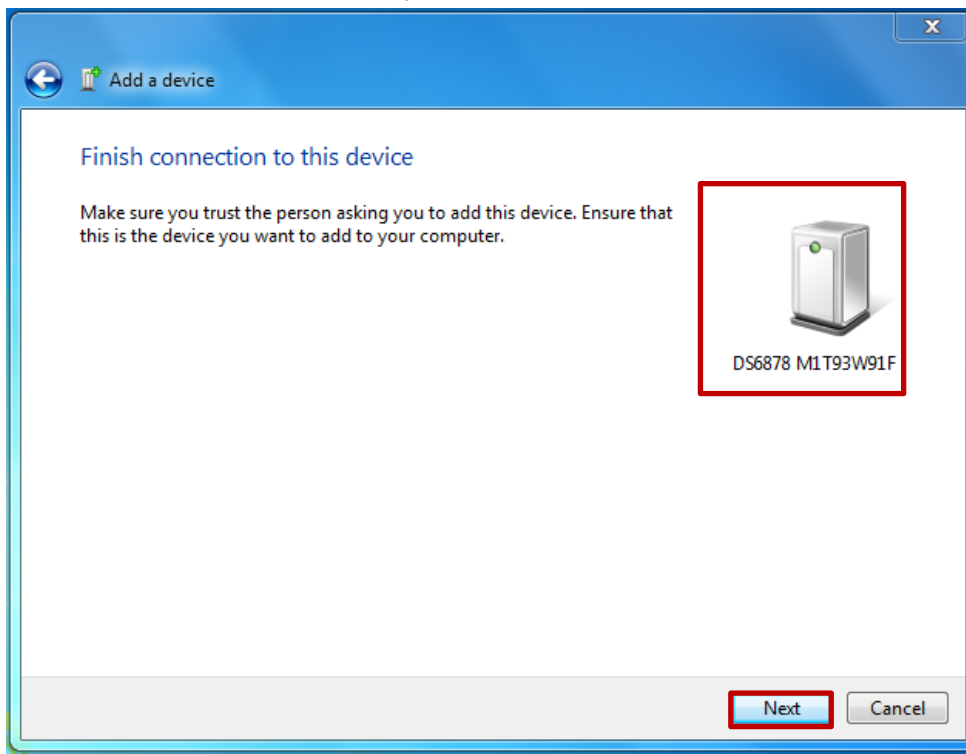 X
Add a device
Finish connection to this device
Make sure you trust the person asking you to add this device. Ensure that
this is the device you want to add to your computer.
DS6878 M1T93W91F
Next
Cancel